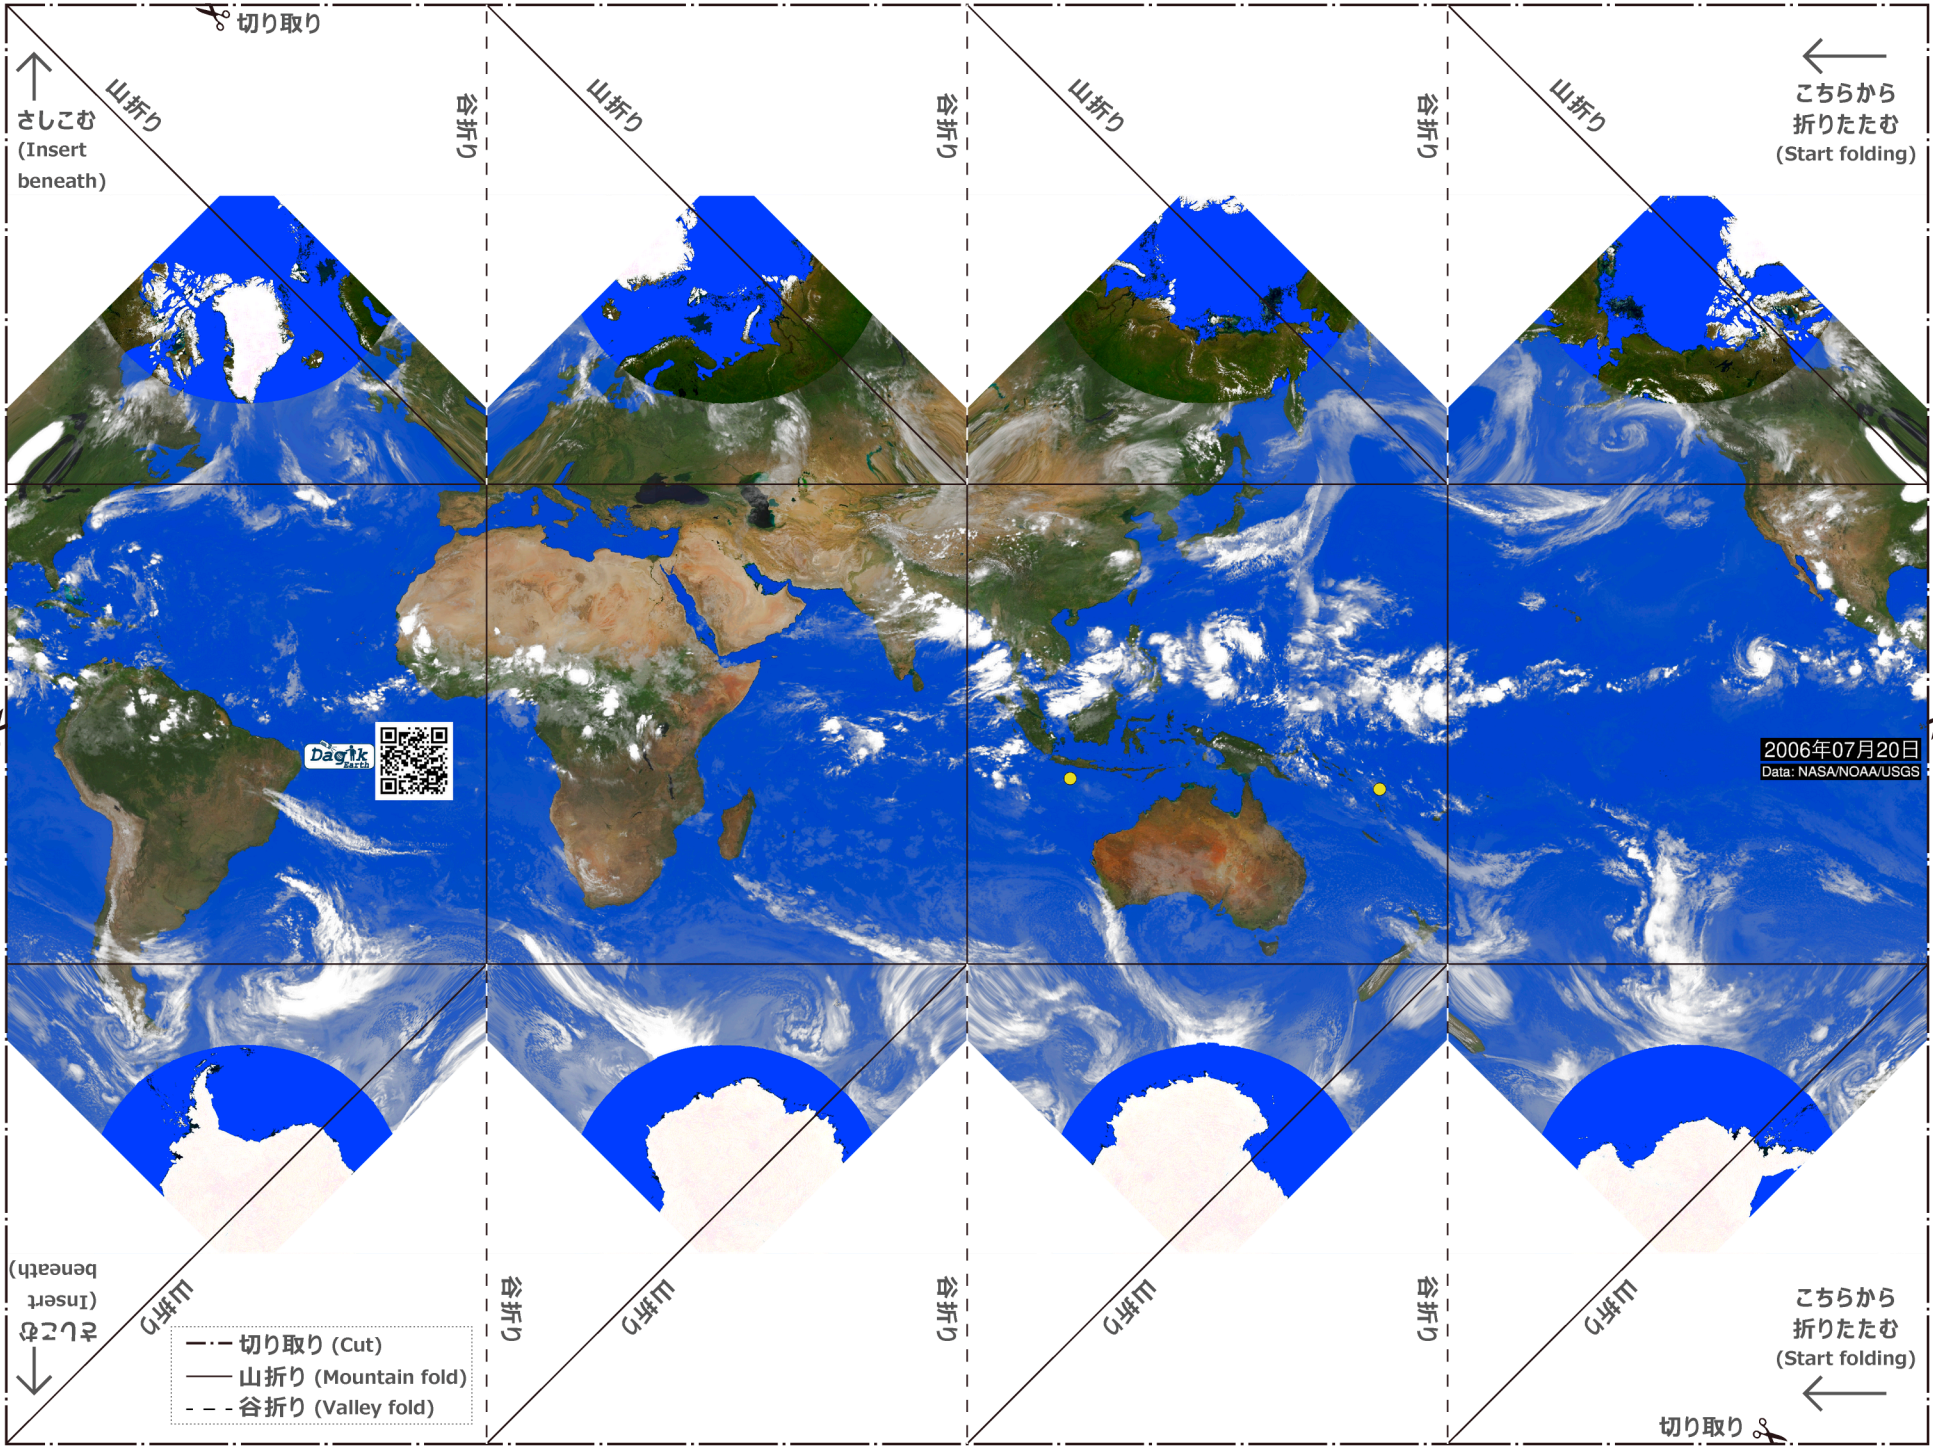 切り取り
さしこむ
(Insert
beneath)
山折り
谷折り
山折り
谷折り
山折り
谷折り
山折り
こちらから
折りたたむ
(Start folding)
Dagik
Earth
2006年07月20日
Data: NASA/NOAA/USGS
さしこむ
(Insert
beneath)
山折り
谷折り
山折り
谷折り
山折り
谷折り
山折り
こちらから
折りたたむ
(Start folding)
切り取り (Cut)
山折り (Mountain fold)
谷折り (Valley fold)
切り取り